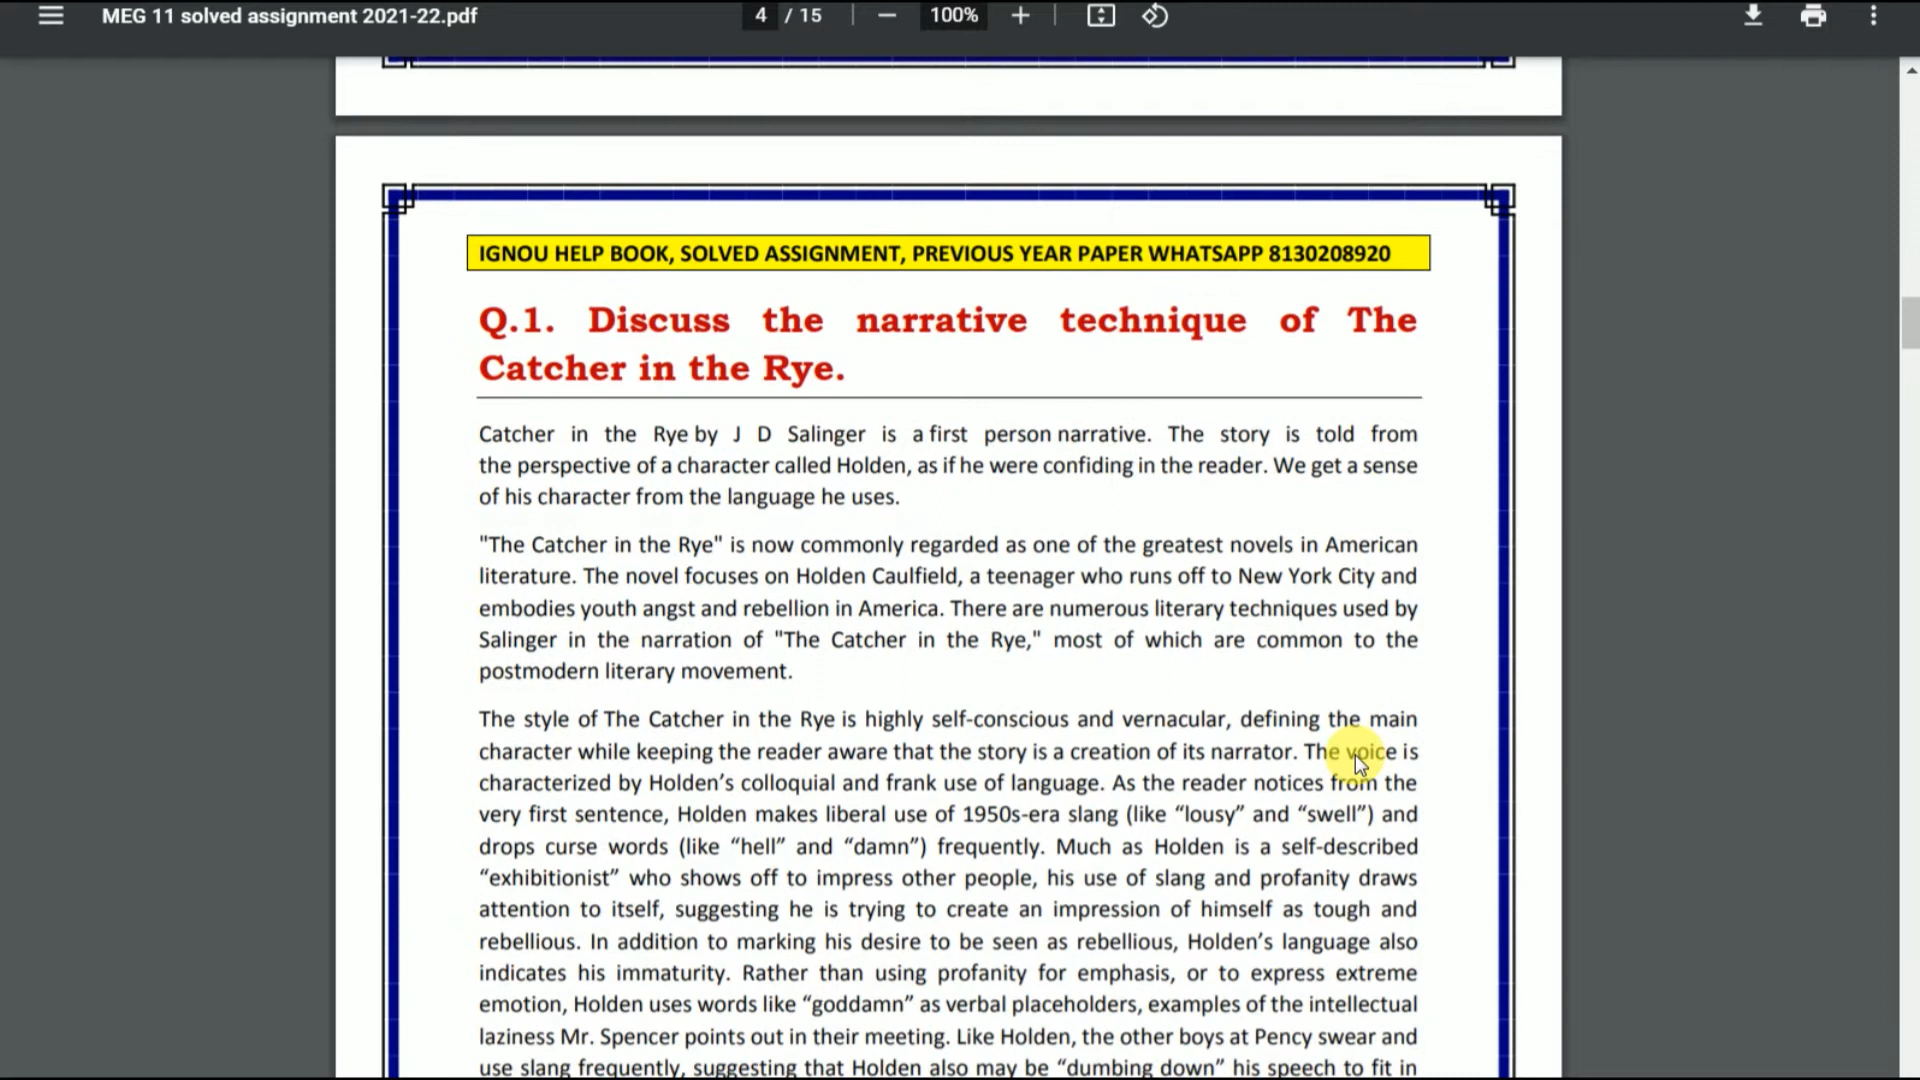 MEG 11 solved assignment 2021-22.pdf
4 / 15
100%
IGNOU HELP BOOK, SOLVED ASSIGNMENT, PREVIOUS YEAR PAPER WHATSAPP 8130208920
Q.1. Discuss the narrative technique of The
Catcher in the Rye.
Catcher in the Rye by J D Salinger is a first person narrative. The story is told from
the perspective of a character called Holden, as if he were confiding in the reader. We get a sense
of his character from the language he uses.
"The Catcher in the Rye" is now commonly regarded as one of the greatest novels in American
literature. The novel focuses on Holden Caulfield, a teenager who runs off to New York City and
embodies youth angst and rebellion in America. There are numerous literary techniques used by
Salinger in the narration of "The Catcher in the Rye," most of which are common to the
postmodern literary movement.
The style of The Catcher in the Rye is highly self-conscious and vernacular, defining the main
character while keeping the reader aware that the story is a creation of its narrator. The voice is
characterized by Holden’s colloquial and frank use of language. As the reader notices from the
very first sentence, Holden makes liberal use of 1950s-era slang (like “lousy” and “swell”) and
drops curse words (like “hell” and “damn”) frequently. Much as Holden is a self-described
“exhibitionist” who shows off to impress other people, his use of slang and profanity draws
attention to itself, suggesting he is trying to create an impression of himself as tough and
rebellious. In addition to marking his desire to be seen as rebellious, Holden’s language also
indicates his immaturity. Rather than using profanity for emphasis, or to express extreme
emotion, Holden uses words like “goddamn” as verbal placeholders, examples of the intellectual
laziness Mr. Spencer points out in their meeting. Like Holden, the other boys at Pency swear and
use slang frequently, suggesting that Holden also may be “dumbing down” his speech to fit in